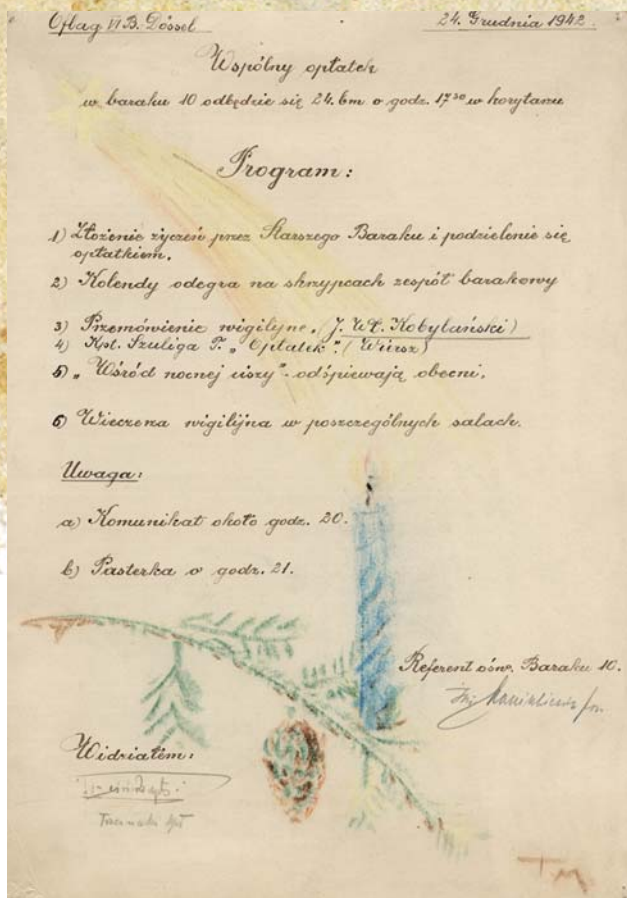 Oflag VI B. Dössel 24. Grudnia 1942.
Wspólny opłatek
w baraku 10 odbędzie się 24. bm o godz. 17³⁰ w korytarzu
Program:
1) Złożenie życzeń przez Starszego Baraku i podzielenie się
opłatkiem.
2) Kolendy odegra na skrzypcach zespół barakowy
3) Przemówienie wigilijne. (J. Wł. Kobylański)
4) Kpt. Szuliga T. „Opłatek". (Wiersz)
5) „Wśród nocnej ciszy" - odśpiewają obecni.
6) Wieczerza wigilijna w poszczególnych salach.
Uwaga:
a) Komunikat około godz. 20.
b) Pasterka o godz. 21.
Referent ośw. Baraku 10.
Widziałem:
T.M